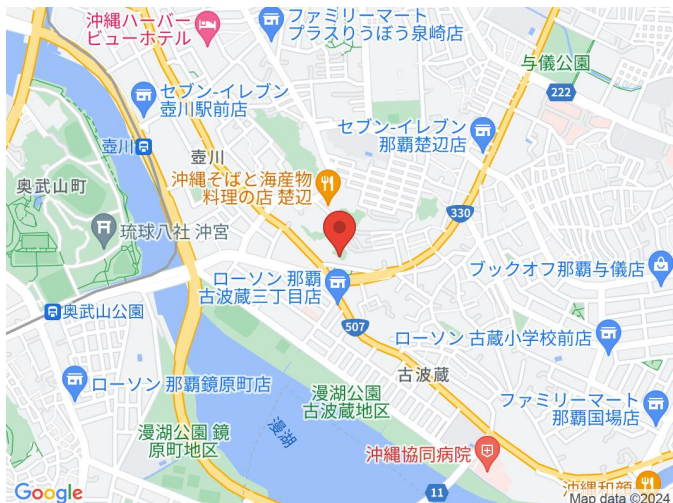 沖縄ハーバー
ビューホテル
ファミリーマート
プラスりうぼう泉崎店
与儀公園
222
セブン-イレブン
壺川駅前店
セブン-イレブン
那覇楚辺店
壺川
壺川
奥武山町
沖縄そばと海産物
料理の店 楚辺
琉球八社 沖宮
330
ブックオフ那覇与儀店
ローソン 那覇
古波蔵三丁目店
奥武山公園
507
ローソン 古蔵小学校前店
古波蔵
ローソン 那覇鏡原町店
漫湖公園
古波蔵地区
ファミリーマート
那覇国場店
漫湖公園 鏡
原町地区
漫湖
沖縄協同病院
11
沖縄和顔
Google
Map data ©2024